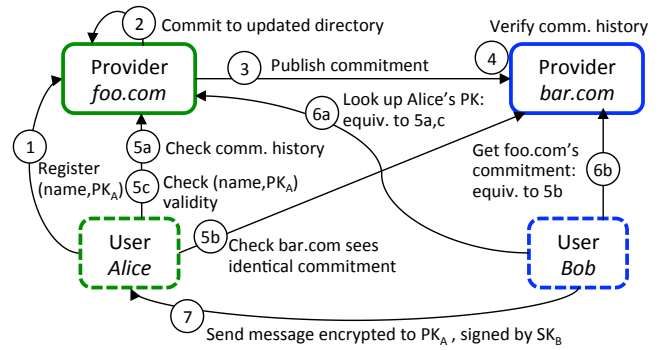 2 Commit to updated directory
Verify comm. history
Provider
foo.com
3 Publish commitment
4
Provider
bar.com
1
Register
(name,PKA)
5a Check comm. history
5c Check (name,PKA)
validity
6a Look up Alice's PK:
equiv. to 5a,c
Get foo.com's
commitment:
equiv. to 5b
6b
User
Alice
5b Check bar.com sees
identical commitment
User
Bob
7
Send message encrypted to PKA , signed by SKB